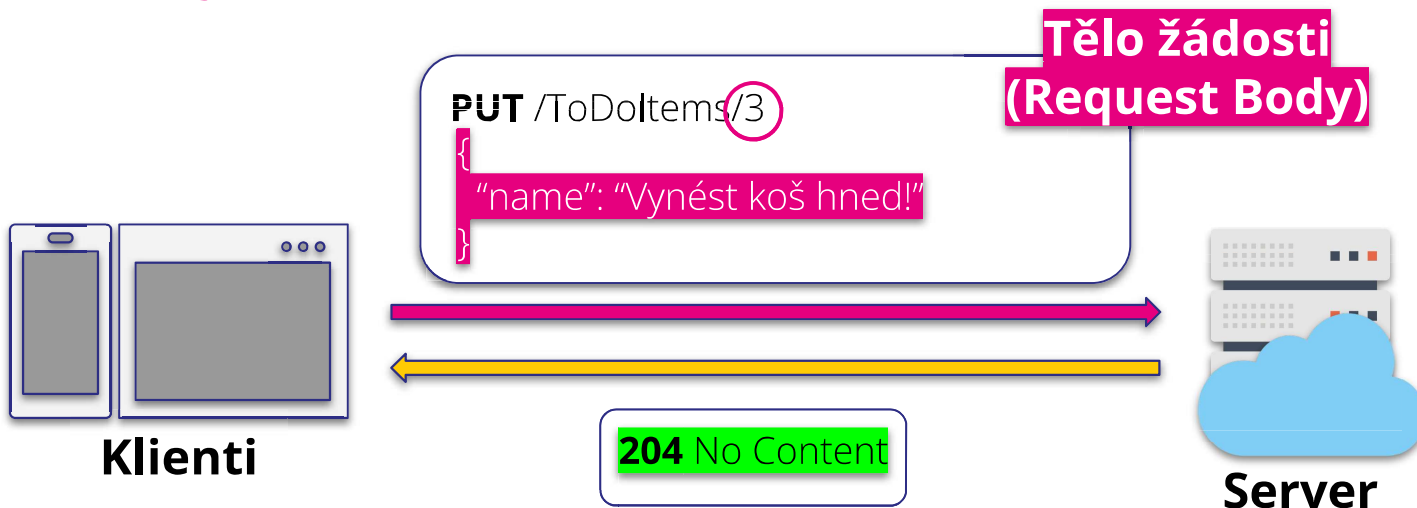 Tělo žádosti
(Request Body)
PUT /ToDoItems/3
{
“name”: “Vynést koš hned!”
}
Klienti
204 No Content
Server